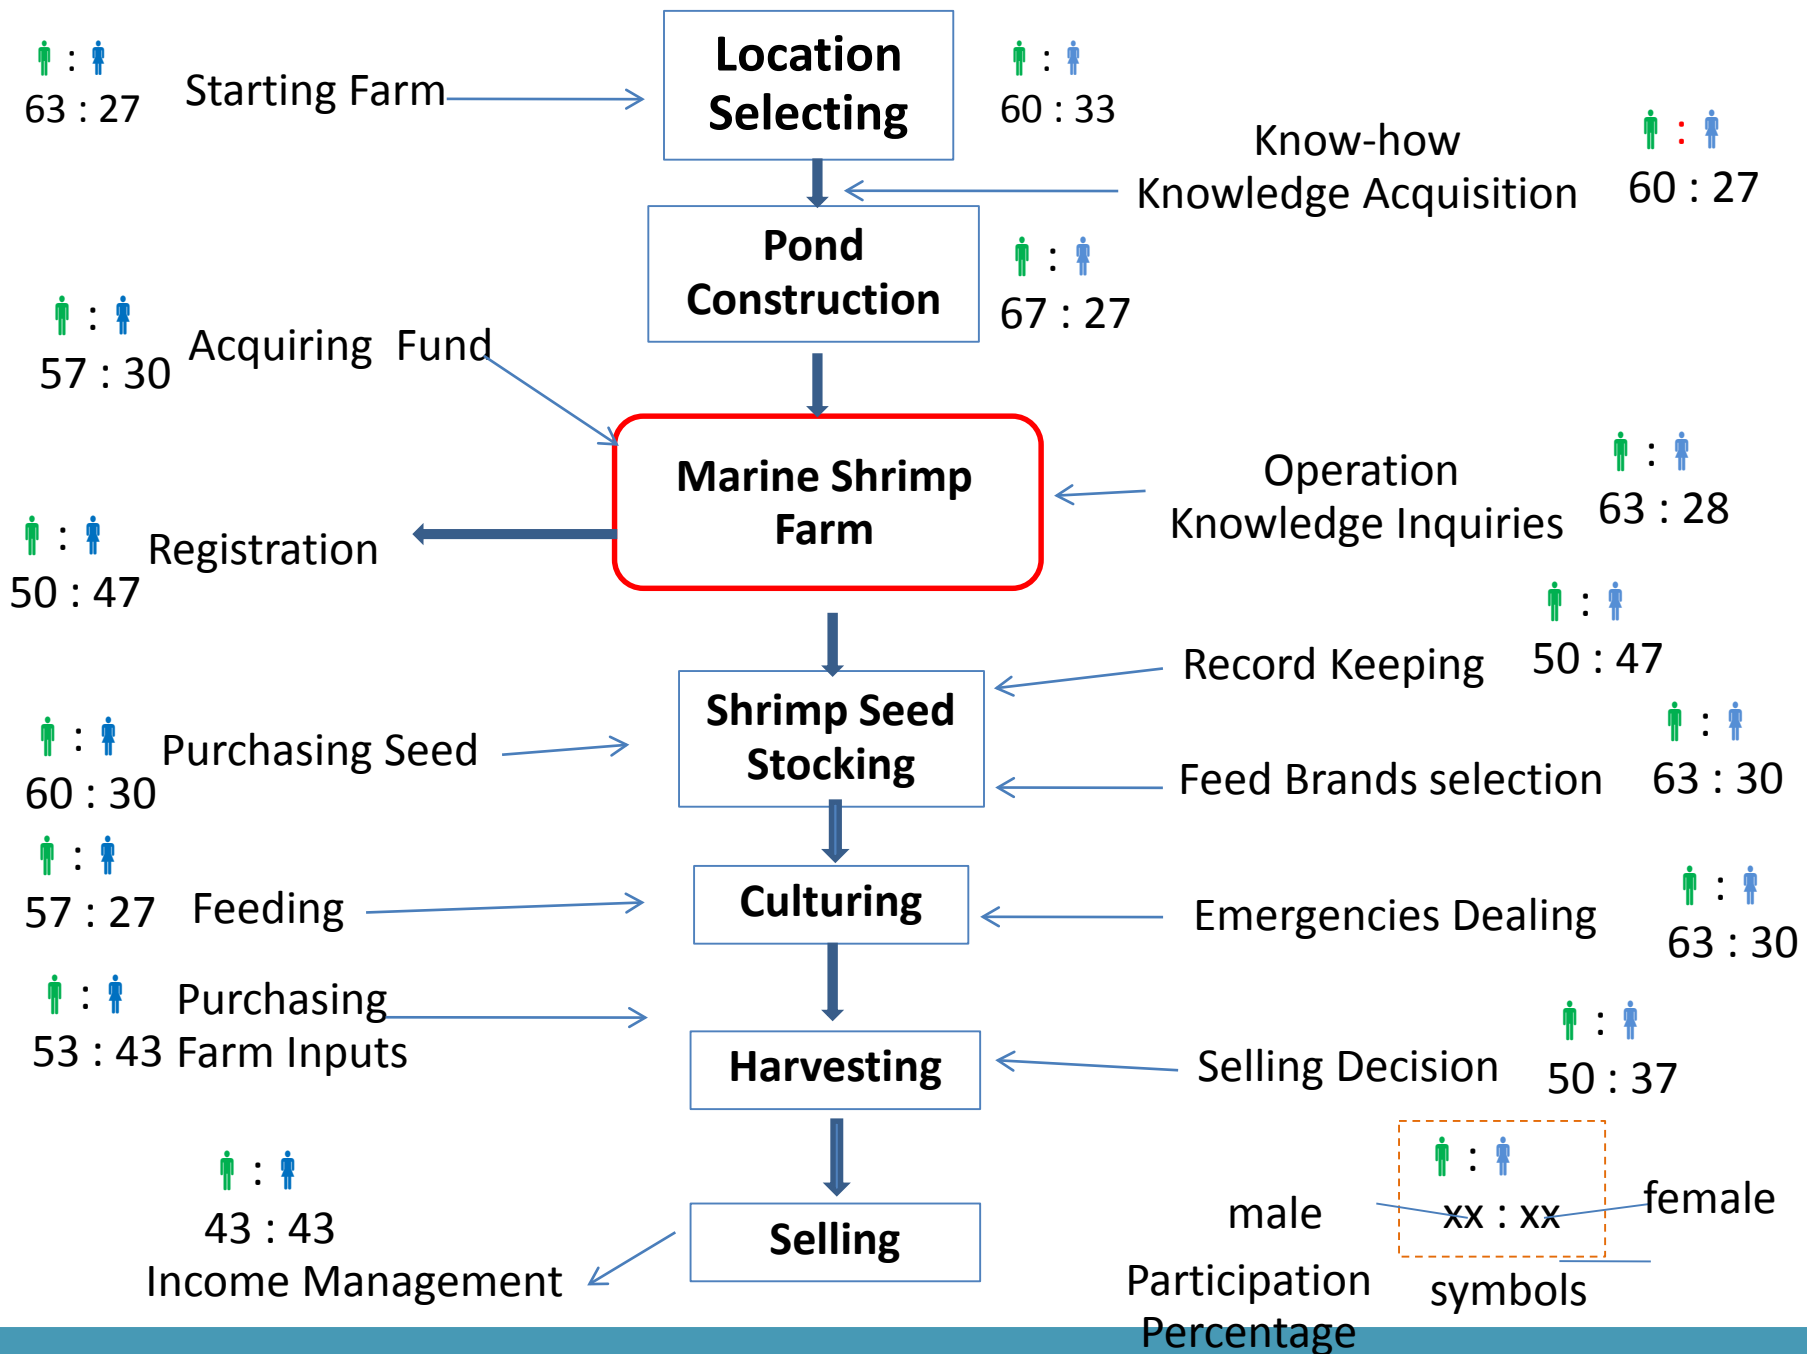 Location
Selecting
:
63 : 27
Starting Farm
:
60 : 33
Know-how
Knowledge Acquisition
:
60 : 27
Pond
Construction
:
67 : 27
:
57 : 30
Acquiring Fund
Marine Shrimp
Farm
Operation
Knowledge Inquiries
:
63 : 28
:
50 : 47
Registration
Record Keeping
:
50 : 47
Shrimp Seed
Stocking
:
60 : 30
Purchasing Seed
Feed Brands selection
:
63 : 30
:
57 : 27
Feeding
Culturing
Emergencies Dealing
:
63 : 30
:
53 : 43
Purchasing
Farm Inputs
Harvesting
Selling Decision
:
50 : 37
:
43 : 43
Income Management
Selling
:
male
xx : xx
female
Participation
Percentage
symbols